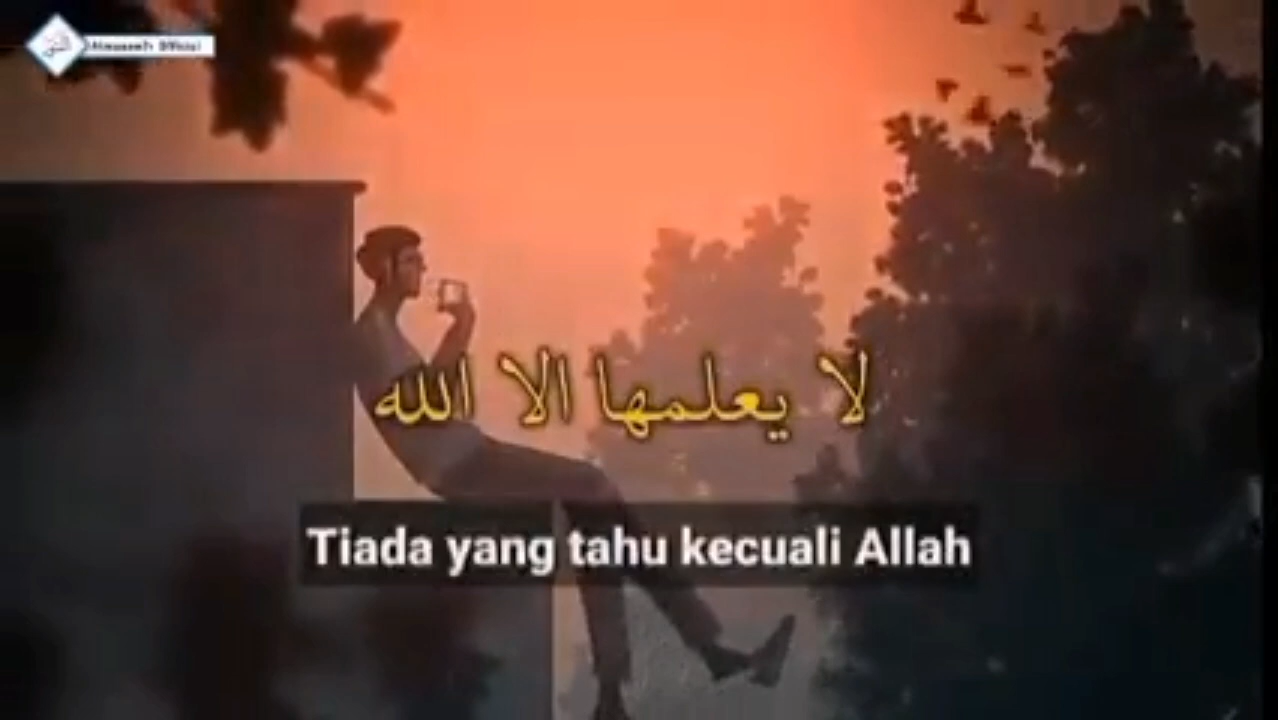 لا يعلمها الا الله
Tiada yang tahu kecuali Allah